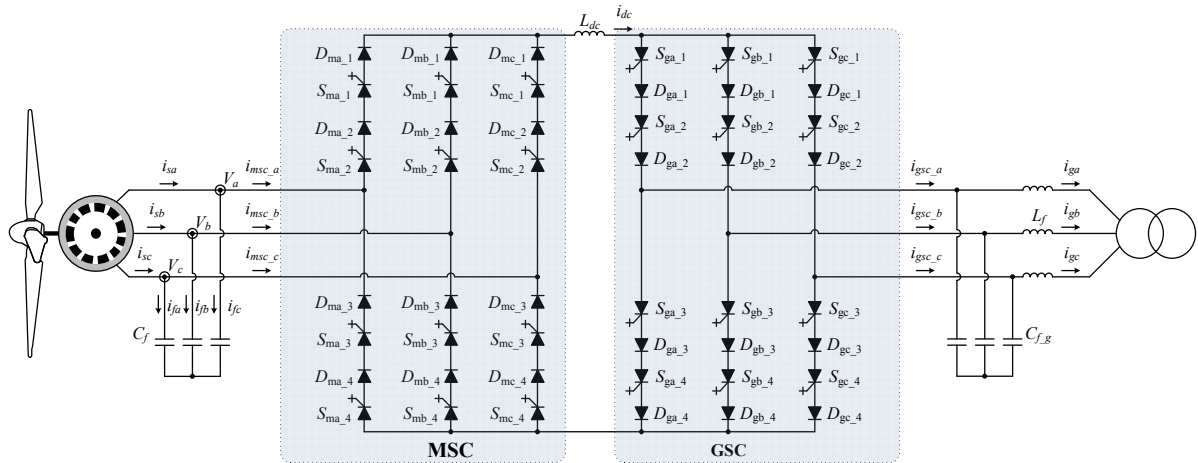 L_dc
i_dc
D_ma_1
D_mb_1
D_mc_1
S_ma_1
S_mb_1
S_mc_1
D_ma_2
D_mb_2
D_mc_2
S_ma_2
S_mb_2
S_mc_2
S_ga_1
S_gb_1
S_gc_1
D_ga_1
D_gb_1
D_gc_1
S_ga_2
S_gb_2
S_gc_2
D_ga_2
D_gb_2
D_gc_2
i_sa
V_a
i_msc_a
i_gsc_a
i_ga
i_sb
V_b
i_msc_b
i_gsc_b
L_f
i_gb
i_sc
V_c
i_msc_c
i_gsc_c
i_gc
i_fa
i_fb
i_fc
C_f
C_f_g
D_ma_3
D_mb_3
D_mc_3
S_ma_3
S_mb_3
S_mc_3
D_ma_4
D_mb_4
D_mc_4
S_ma_4
S_mb_4
S_mc_4
S_ga_3
S_gb_3
S_gc_3
D_ga_3
D_gb_3
D_gc_3
S_ga_4
S_gb_4
S_gc_4
D_ga_4
D_gb_4
D_gc_4
MSC
GSC